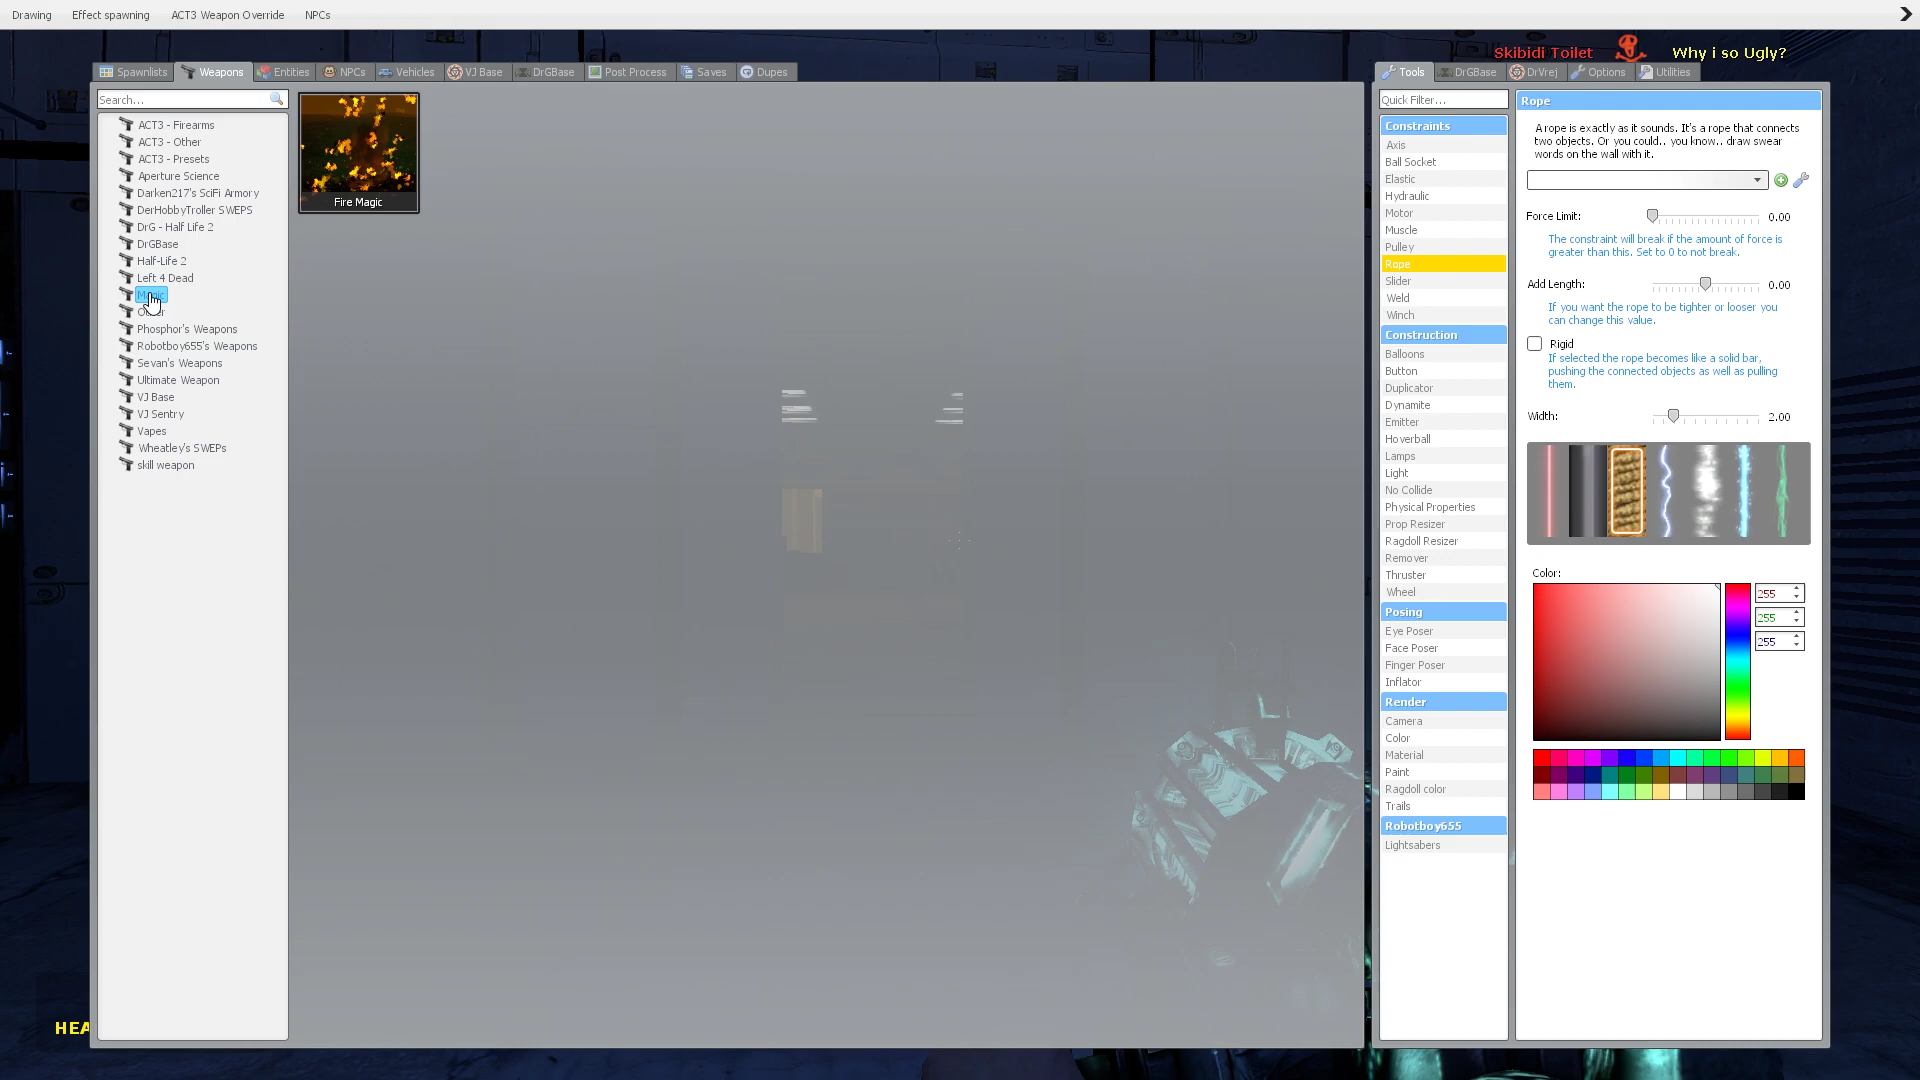 Drawing
Effect spawning
ACT3 Weapon Override
NPCs
Skibidi Toilet
Why i so Ugly?
Spawnlists
Weapons
Entities
NPCs
Vehicles
VJ Base
DrGBase
Post Process
Saves
Dupes
Search...
ACT3 - Firearms
ACT3 - Other
ACT3 - Presets
Aperture Science
Darken217's SciFi Armory
DerHobbyTroller SWEPS
DrG - Half Life 2
DrGBase
Half-Life 2
Left 4 Dead
Phosphor's Weapons
Robotboy655's Weapons
Sevan's Weapons
Ultimate Weapon
VJ Base
VJ Sentry
Vapes
Wheatley's SWEPs
skill weapon
Fire Magic
HEA
Tools
DrGBase
DrVrej
Options
Utilities
Quick Filter...
Constraints
Axis
Ball Socket
Elastic
Hydraulic
Motor
Muscle
Pulley
Rope
Slider
Weld
Winch
Construction
Balloons
Button
Duplicator
Dynamite
Emitter
Hoverball
Lamps
Light
No Collide
Physical Properties
Prop Resizer
Ragdoll Resizer
Remover
Thruster
Wheel
Posing
Eye Poser
Face Poser
Finger Poser
Inflator
Render
Camera
Color
Material
Paint
Ragdoll color
Trails
Robotboy655
Lightsabers
Rope
A rope is exactly as it sounds. It's a rope that connects
two objects. Or you could.. you know.. draw swear
words on the wall with it.
Force Limit:
0.00
The constraint will break if the amount of force is
greater than this. Set to 0 to not break.
Add Length:
0.00
If you want the rope to be tighter or looser you
can change this value.
Rigid
If selected the rope becomes like a solid bar,
pushing the connected objects as well as pulling
them.
Width:
2.00
Color:
255
255
255